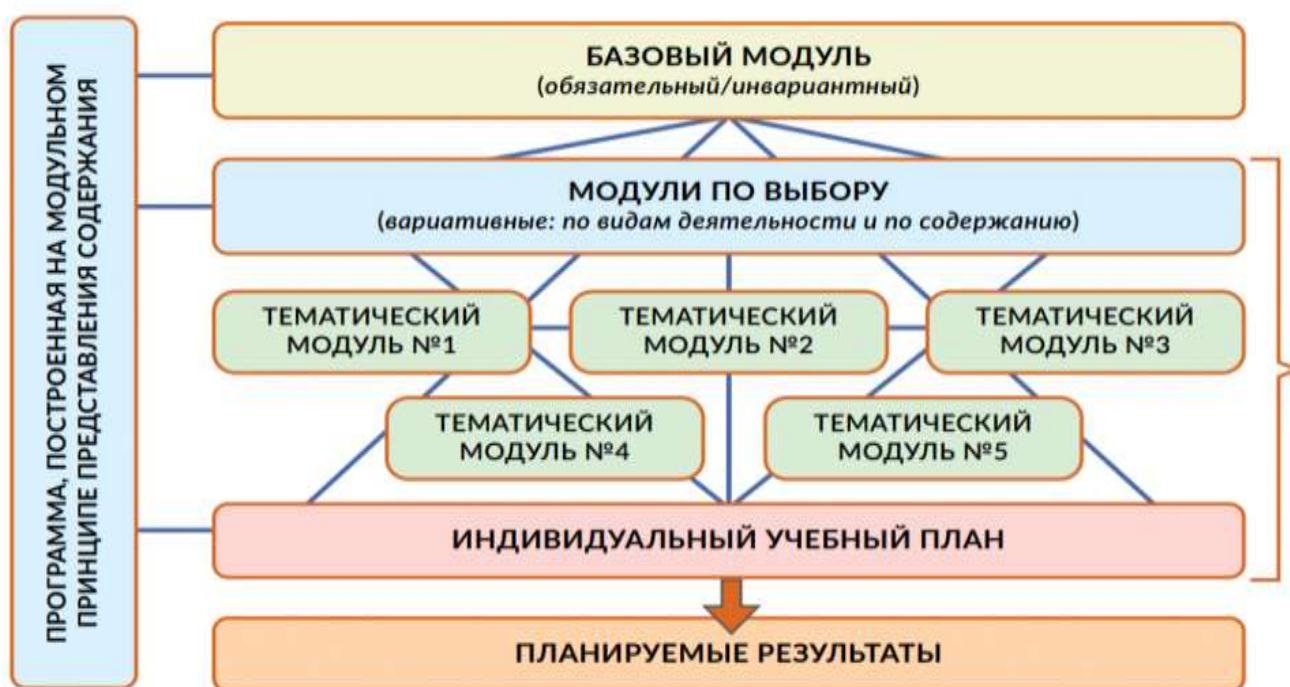 ПРОГРАММА, ПОСТРОЕННАЯ НА МОДУЛЬНОМ
ПРИНЦИПЕ ПРЕДСТАВЛЕНИЯ СОДЕРЖАНИЯ
БАЗОВЫЙ МОДУЛЬ
(обязательный/инвариантный)
МОДУЛИ ПО ВЫБОРУ
(вариативные: по видам деятельности и по содержанию)
ТЕМАТИЧЕСКИЙ
МОДУЛЬ №1
ТЕМАТИЧЕСКИЙ
МОДУЛЬ №2
ТЕМАТИЧЕСКИЙ
МОДУЛЬ №3
ТЕМАТИЧЕСКИЙ
МОДУЛЬ №4
ТЕМАТИЧЕСКИЙ
МОДУЛЬ №5
ИНДИВИДУАЛЬНЫЙ УЧЕБНЫЙ ПЛАН
ПЛАНИРУЕМЫЕ РЕЗУЛЬТАТЫ